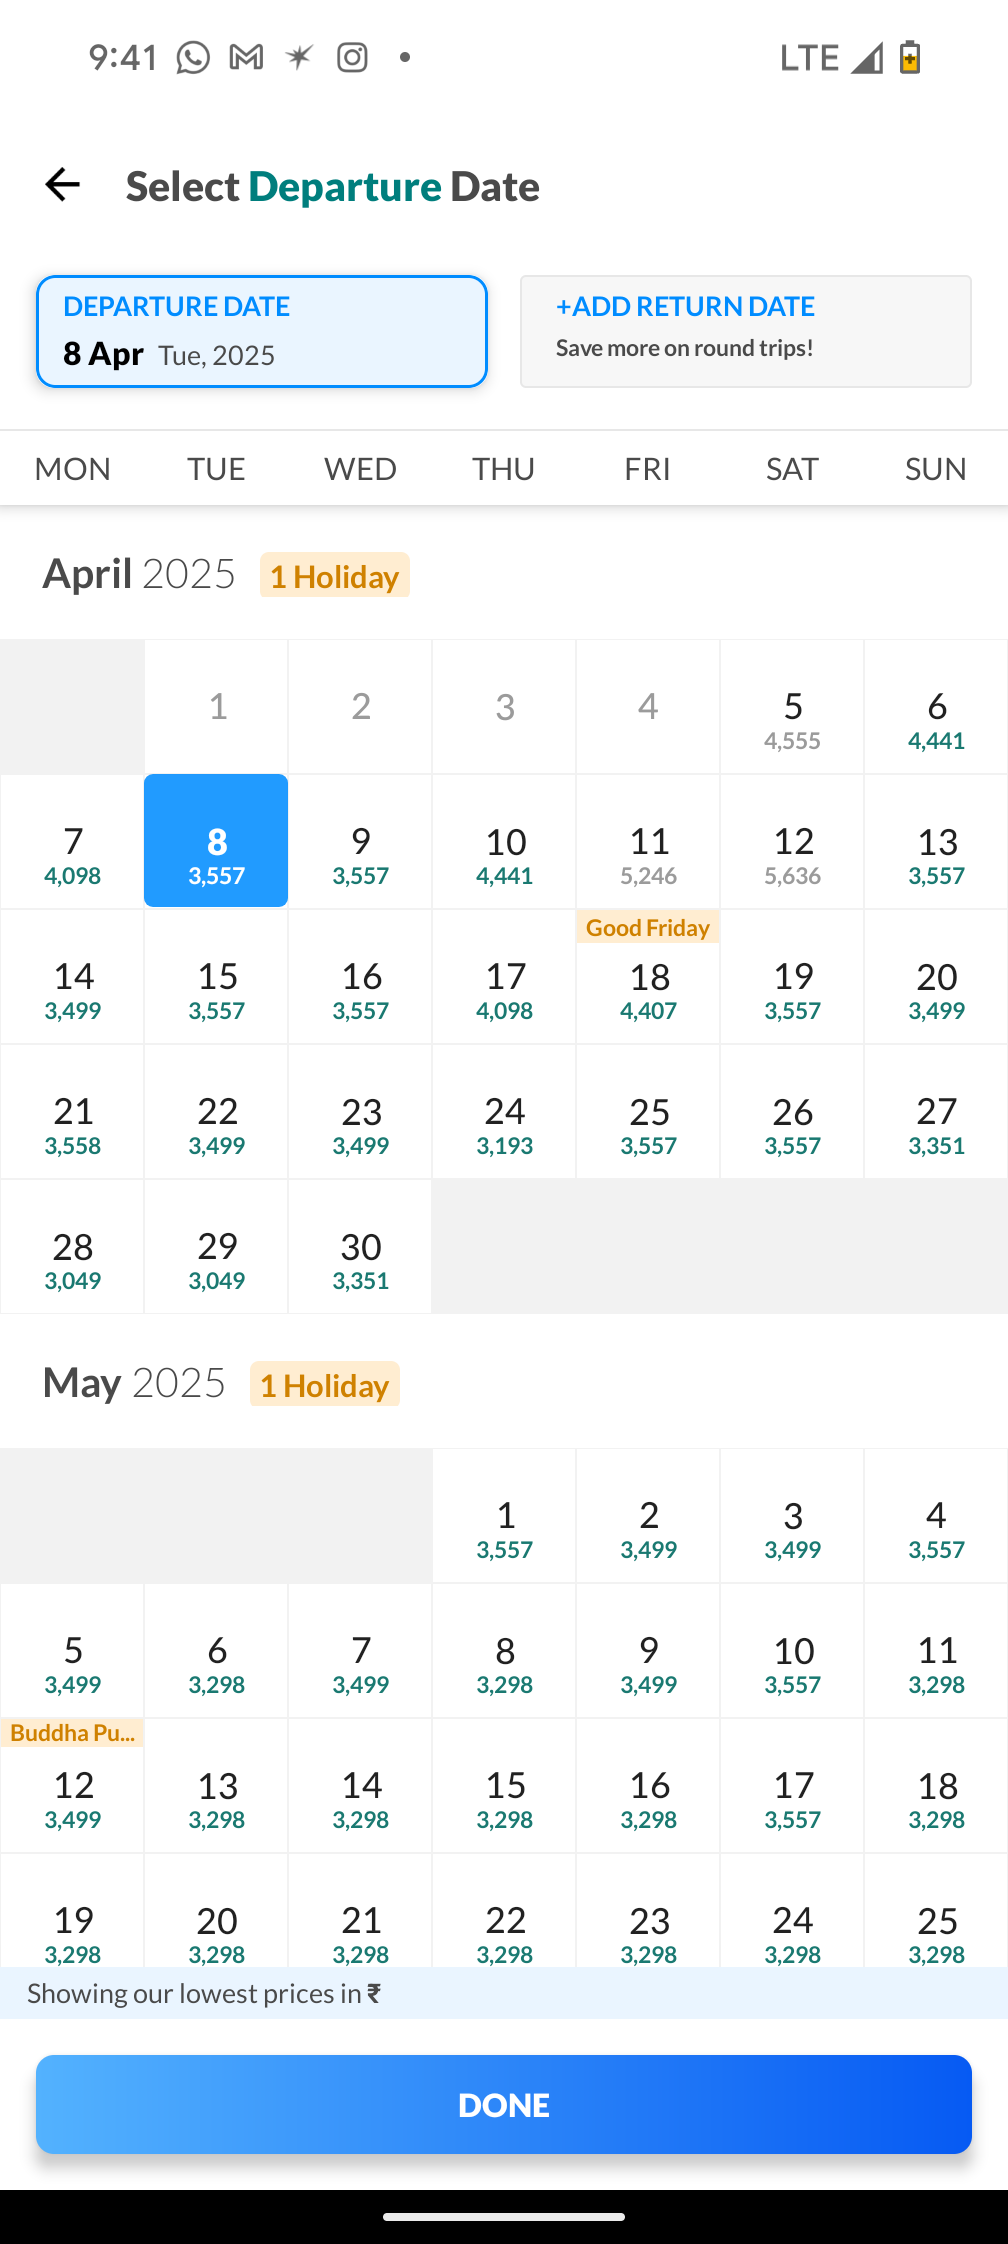 9:41 LTE
Select Departure Date
DEPARTURE DATE
8 Apr Tue, 2025
+ADD RETURN DATE
Save more on round trips!
MON TUE WED THU FRI SAT SUN
April 2025 1 Holiday
1 2 3 4 5 6
4,555 4,441
7 8 9 10 11 12 13
4,098 3,557 3,557 4,441 5,246 5,636 3,557
Good Friday
14 15 16 17 18 19 20
3,499 3,557 3,557 4,098 4,407 3,557 3,499
21 22 23 24 25 26 27
3,558 3,499 3,499 3,193 3,557 3,557 3,351
28 29 30
3,049 3,049 3,351
May 2025 1 Holiday
1 2 3 4
3,557 3,499 3,499 3,557
5 6 7 8 9 10 11
3,499 3,298 3,499 3,298 3,499 3,557 3,298
Buddha Pu...
12 13 14 15 16 17 18
3,499 3,298 3,298 3,298 3,298 3,557 3,298
19 20 21 22 23 24 25
3,298 3,298 3,298 3,298 3,298 3,298 3,298
Showing our lowest prices in ₹
DONE